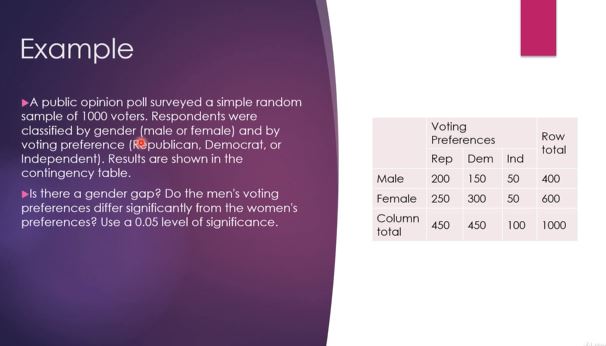 Example
A public opinion poll surveyed a simple random
sample of 1000 voters. Respondents were
classified by gender (male or female) and by
voting preference (Republican, Democrat, or
Independent). Results are shown in the
contingency table.
Is there a gender gap? Do the men's voting
preferences differ significantly from the women's
preferences? Use a 0.05 level of significance.
Voting
Preferences
Row
total
Rep Dem Ind
Male 200 150 50 400
Female 250 300 50 600
Column
total 450 450 100 1000